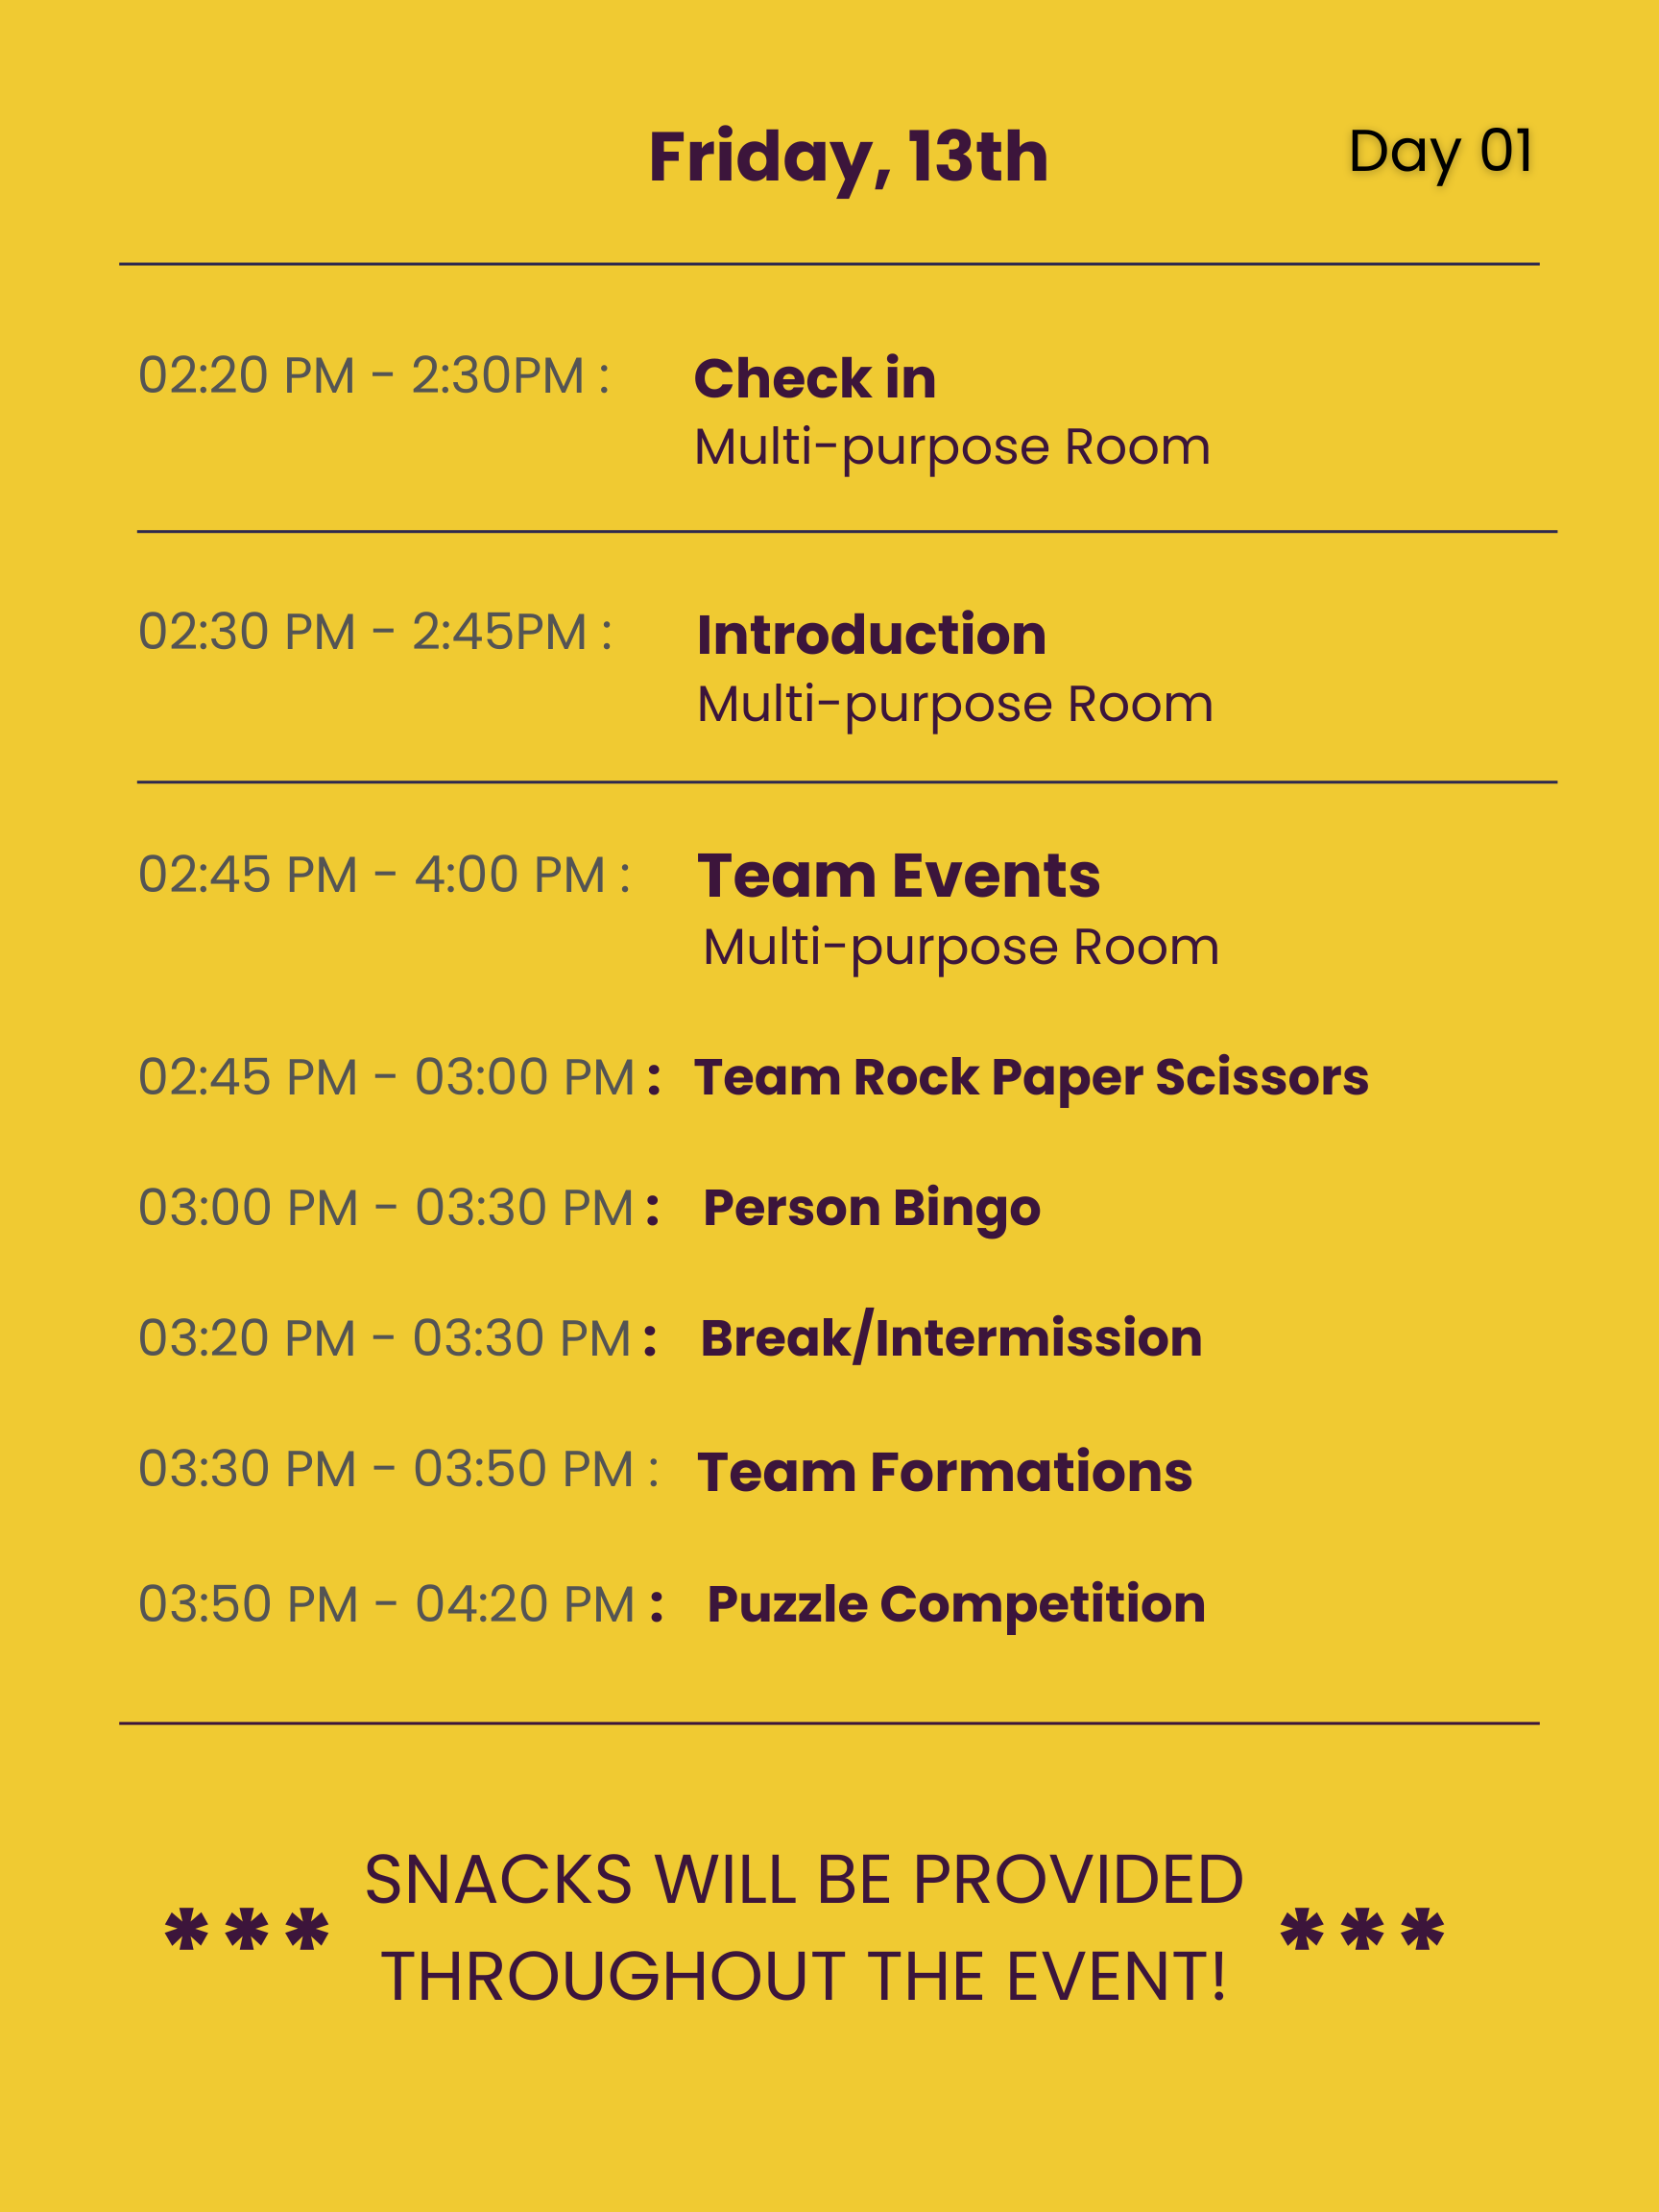 Friday, 13th
Day 01
02:20 PM - 2:30PM : Check in
Multi-purpose Room
02:30 PM - 2:45PM : Introduction
Multi-purpose Room
02:45 PM - 4:00 PM : Team Events
Multi-purpose Room
02:45 PM - 03:00 PM : Team Rock Paper Scissors
03:00 PM - 03:30 PM : Person Bingo
03:20 PM - 03:30 PM : Break/Intermission
03:30 PM - 03:50 PM : Team Formations
03:50 PM - 04:20 PM : Puzzle Competition
SNACKS WILL BE PROVIDED
*** THROUGHOUT THE EVENT! ***